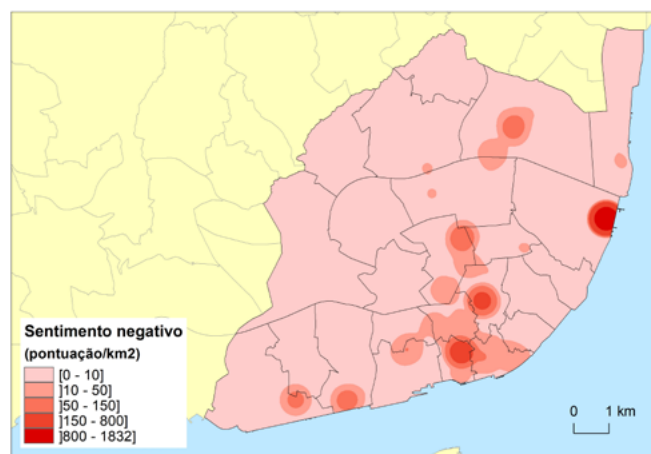 Sentimento negativo
(pontuação/km2)
[0 - 10]
]10 - 50]
]50 - 150]
]150 - 800]
]800 - 1832]
0 1 km